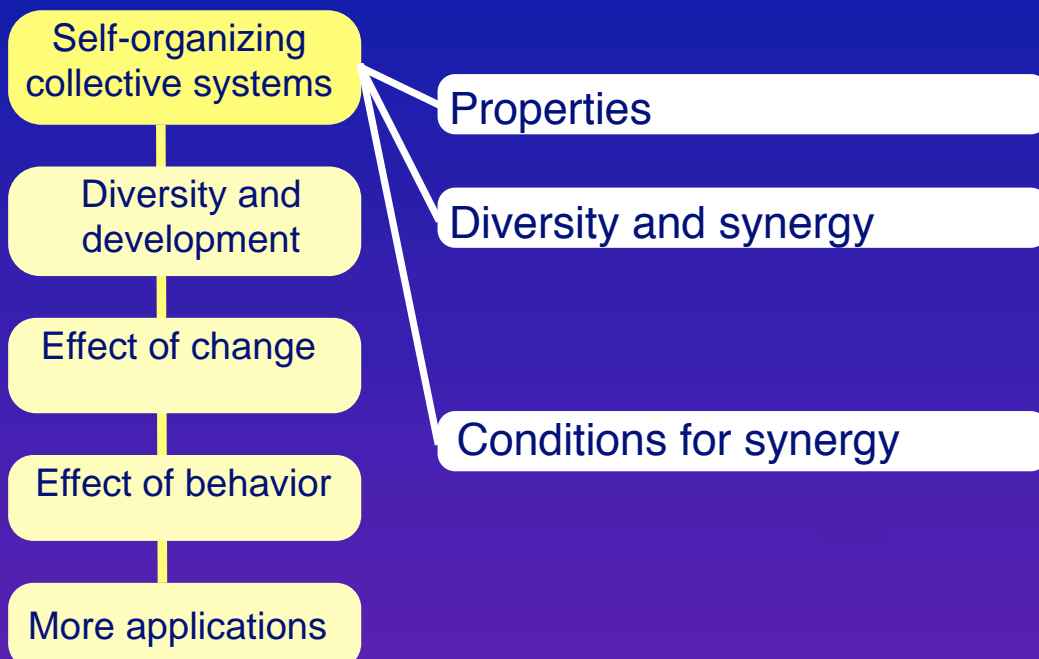 Self-organizing
collective systems
Properties
Diversity and
development
Diversity and synergy
Effect of change
Conditions for synergy
Effect of behavior
More applications